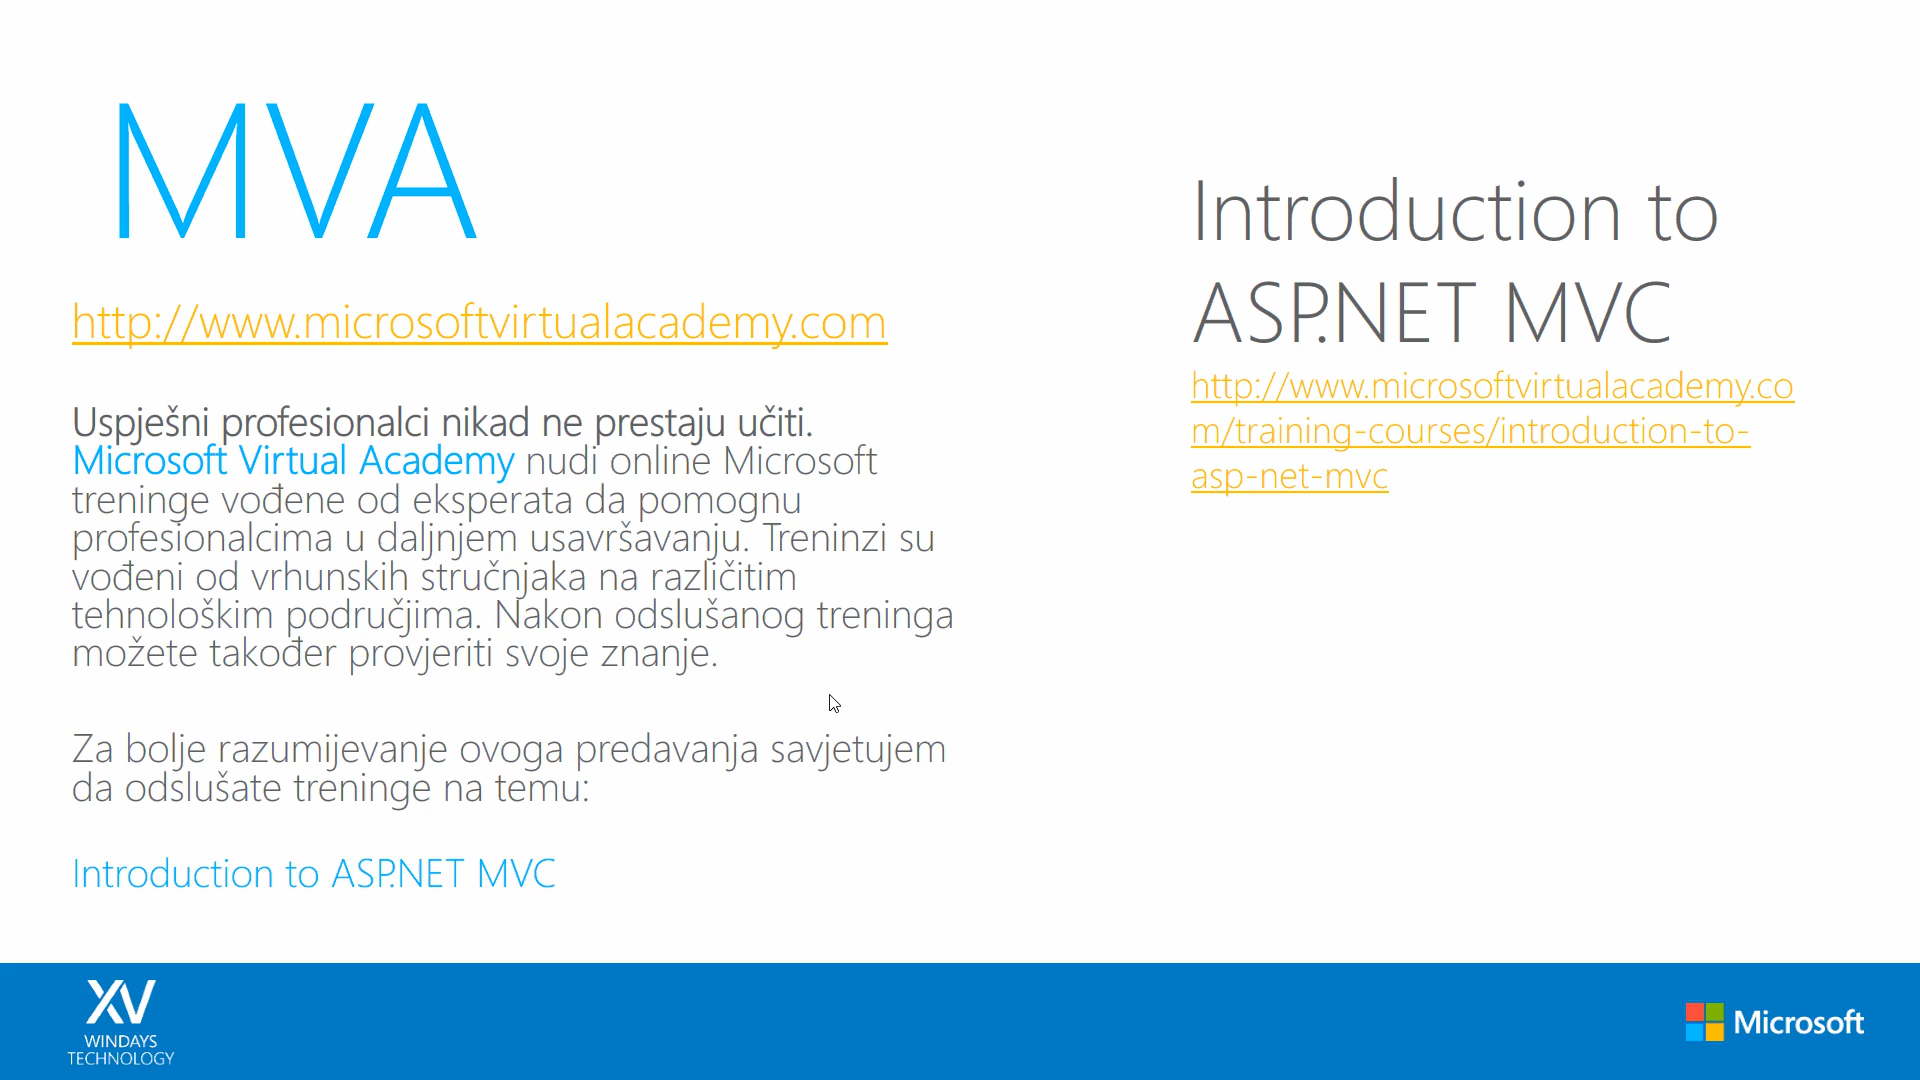 MVA
http://www.microsoftvirtualacademy.com
Uspješni profesionalci nikad ne prestaju učiti.
Microsoft Virtual Academy nudi online Microsoft
treninge vođene od eksperata da pomognu
profesionalcima u daljnjem usavršavanju. Treninzi su
vođeni od vrhunskih stručnjaka na različitim
tehnološkim područjima. Nakon odslušanog treninga
možete također provjeriti svoje znanje.
Za bolje razumijevanje ovoga predavanja savjetujem
da odslušate treninge na temu:
Introduction to ASP.NET MVC
Introduction to
ASP.NET MVC
http://www.microsoftvirtualacademy.co
m/training-courses/introduction-to-
asp-net-mvc
XV
WINDAYS
TECHNOLOGY
Microsoft